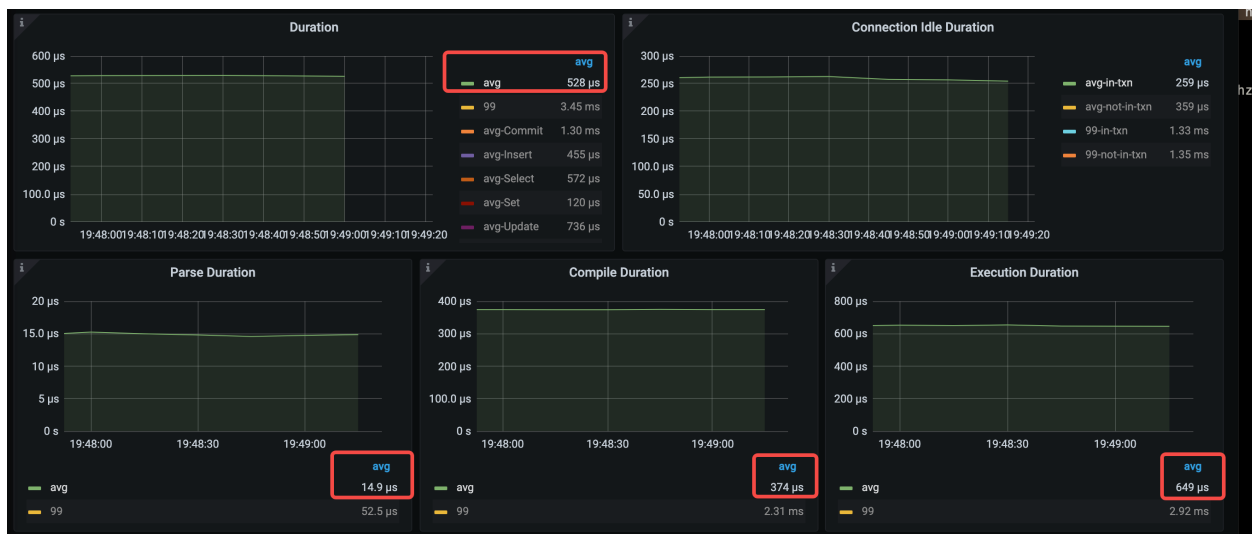 i
Duration
600 μs
500 μs
400 μs
300 μs
200 μs
100.0 μs
0 s
19:48:00 19:48:10 19:48:20 19:48:30 19:48:40 19:48:50 19:49:00 19:49:10 19:49:20
avg
avg 528 μs
99 3.45 ms
avg-Commit 1.30 ms
avg-Insert 455 μs
avg-Select 572 μs
avg-Set 120 μs
avg-Update 736 μs
i
Connection Idle Duration
300 μs
250 μs
200 μs
150 μs
100.0 μs
50.0 μs
0 s
19:48:00 19:48:10 19:48:20 19:48:30 19:48:40 19:48:50 19:49:00 19:49:10 19:49:20
avg
avg-in-txn 259 μs
avg-not-in-txn 359 μs
99-in-txn 1.33 ms
99-not-in-txn 1.35 ms
hz
i
Parse Duration
20 μs
15.0 μs
10 μs
5 μs
0 s
19:48:00 19:48:30 19:49:00
avg
avg 14.9 μs
99 52.5 μs
i
Compile Duration
400 μs
300 μs
200 μs
100.0 μs
0 s
19:48:00 19:48:30 19:49:00
avg
avg 374 μs
99 2.31 ms
i
Execution Duration
800 μs
600 μs
400 μs
200 μs
0 s
19:48:00 19:48:30 19:49:00
avg
avg 649 μs
99 2.92 ms